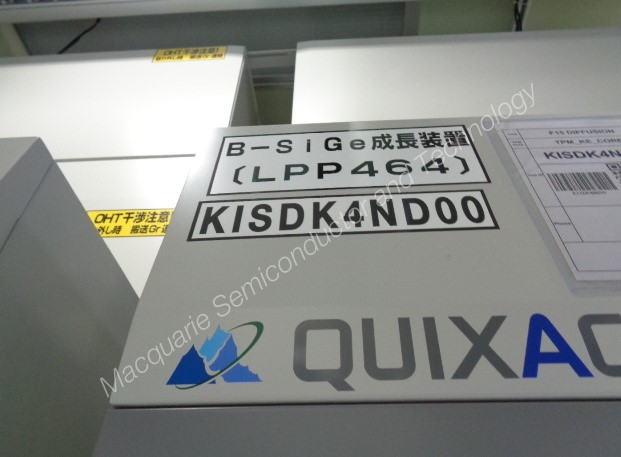 OHT干渉注意!
OHT干渉注意!
B-SiGe成長装置
(LPP464)
KISDK4ND00
QUIXAC
F15 DIFFUSION
KISDK4N
Macquarie Semiconductor and Technology